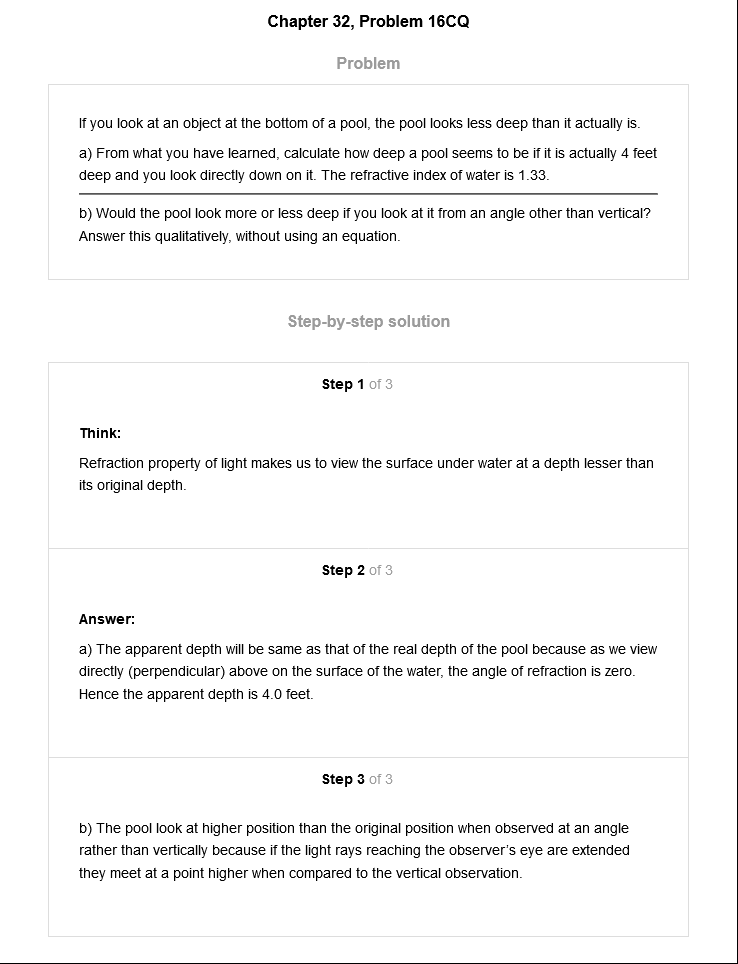 Chapter 32, Problem 16CQ
Problem
If you look at an object at the bottom of a pool, the pool looks less deep than it actually is.
a) From what you have learned, calculate how deep a pool seems to be if it is actually 4 feet
deep and you look directly down on it. The refractive index of water is 1.33.
b) Would the pool look more or less deep if you look at it from an angle other than vertical?
Answer this qualitatively, without using an equation.
Step-by-step solution
Step 1 of 3
Think:
Refraction property of light makes us to view the surface under water at a depth lesser than
its original depth.
Step 2 of 3
Answer:
a) The apparent depth will be same as that of the real depth of the pool because as we view
directly (perpendicular) above on the surface of the water, the angle of refraction is zero.
Hence the apparent depth is 4.0 feet.
Step 3 of 3
b) The pool look at higher position than the original position when observed at an angle
rather than vertically because if the light rays reaching the observer's eye are extended
they meet at a point higher when compared to the vertical observation.